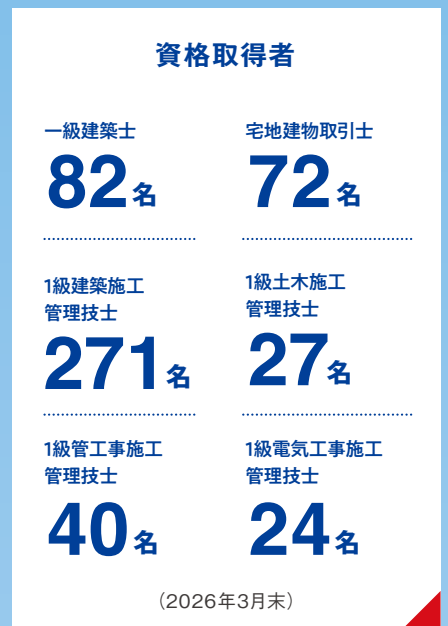 資格取得者
一級建築士
82名
宅地建物取引士
72名
1級建築施工
管理技士
271名
1級土木施工
管理技士
27名
1級管工事施工
管理技士
40名
1級電気工事施工
管理技士
24名
（2026年3月末）